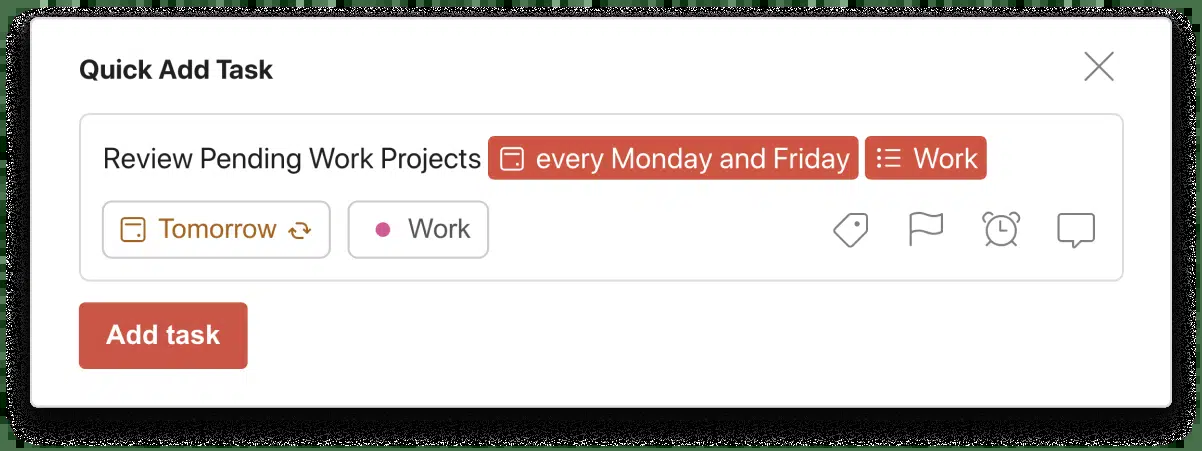 Quick Add Task
Review Pending Work Projects every Monday and Friday Work
Tomorrow Work
Add task